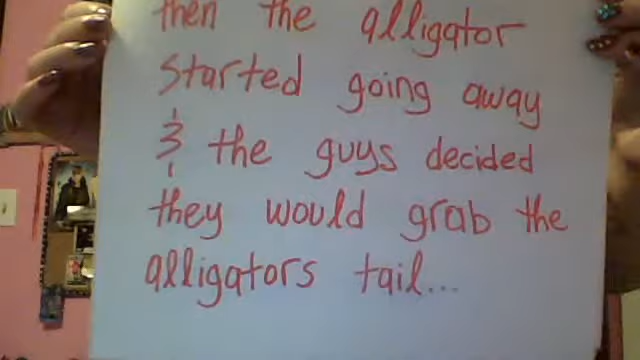 then the alligator
started going away
& the guys decided
they would grab the
alligators tail...